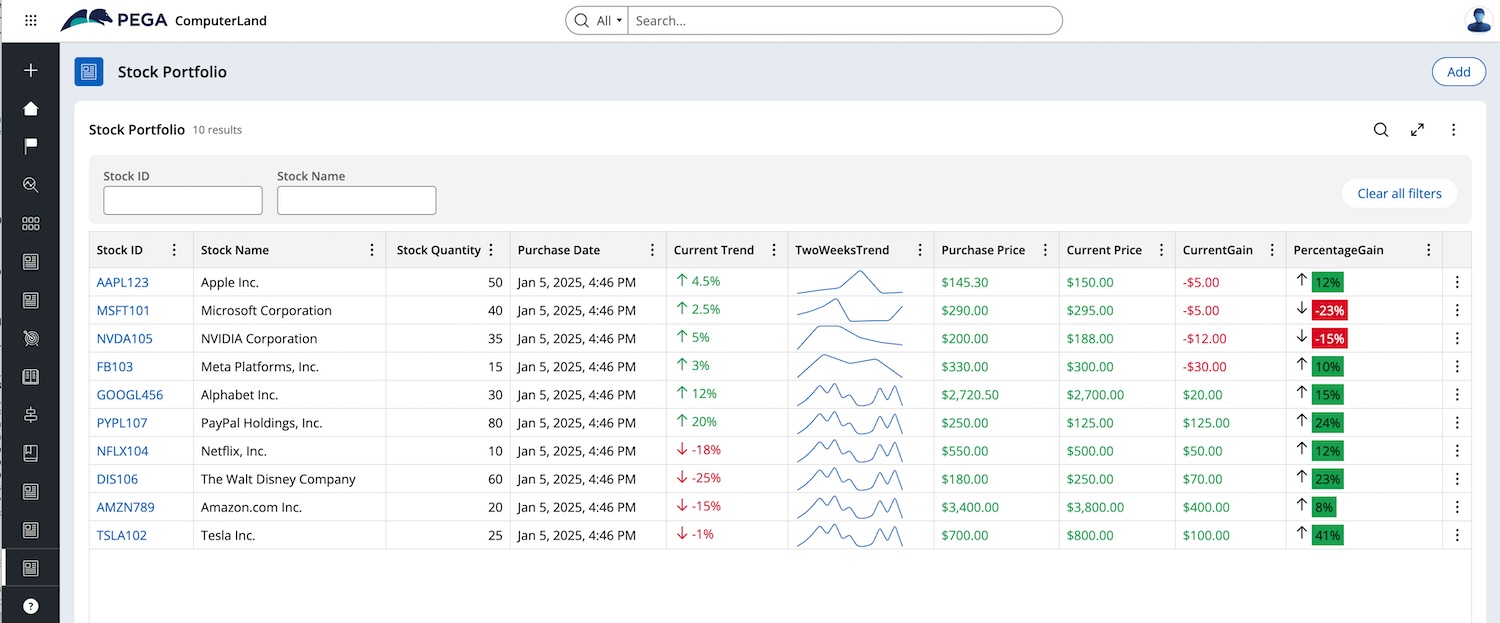 PEGA ComputerLand All Search...
Stock Portfolio Add
Stock Portfolio 10 results
Stock ID Stock Name
Clear all filters
Stock ID Stock Name Stock Quantity Purchase Date Current Trend TwoWeeksTrend Purchase Price Current Price CurrentGain PercentageGain
AAPL123 Apple Inc. 50 Jan 5, 2025, 4:46 PM ↑ 4.5% $145.30 $150.00 -$5.00 ↑ 12%
MSFT101 Microsoft Corporation 40 Jan 5, 2025, 4:46 PM ↑ 2.5% $290.00 $295.00 -$5.00 ↓ -23%
NVDA105 NVIDIA Corporation 35 Jan 5, 2025, 4:46 PM ↑ 5% $200.00 $188.00 -$12.00 ↓ -15%
FB103 Meta Platforms, Inc. 15 Jan 5, 2025, 4:46 PM ↑ 3% $330.00 $300.00 -$30.00 ↑ 10%
GOOGL456 Alphabet Inc. 30 Jan 5, 2025, 4:46 PM ↑ 12% $2,720.50 $2,700.00 $20.00 ↑ 15%
PYPL107 PayPal Holdings, Inc. 80 Jan 5, 2025, 4:46 PM ↑ 20% $250.00 $125.00 $125.00 ↑ 24%
NFLX104 Netflix, Inc. 10 Jan 5, 2025, 4:46 PM ↓ -18% $550.00 $500.00 $50.00 ↑ 12%
DIS106 The Walt Disney Company 60 Jan 5, 2025, 4:46 PM ↓ -25% $180.00 $250.00 $70.00 ↑ 23%
AMZN789 Amazon.com Inc. 20 Jan 5, 2025, 4:46 PM ↓ -15% $3,400.00 $3,800.00 $400.00 ↑ 8%
TSLA102 Tesla Inc. 25 Jan 5, 2025, 4:46 PM ↓ -1% $700.00 $800.00 $100.00 ↑ 41%